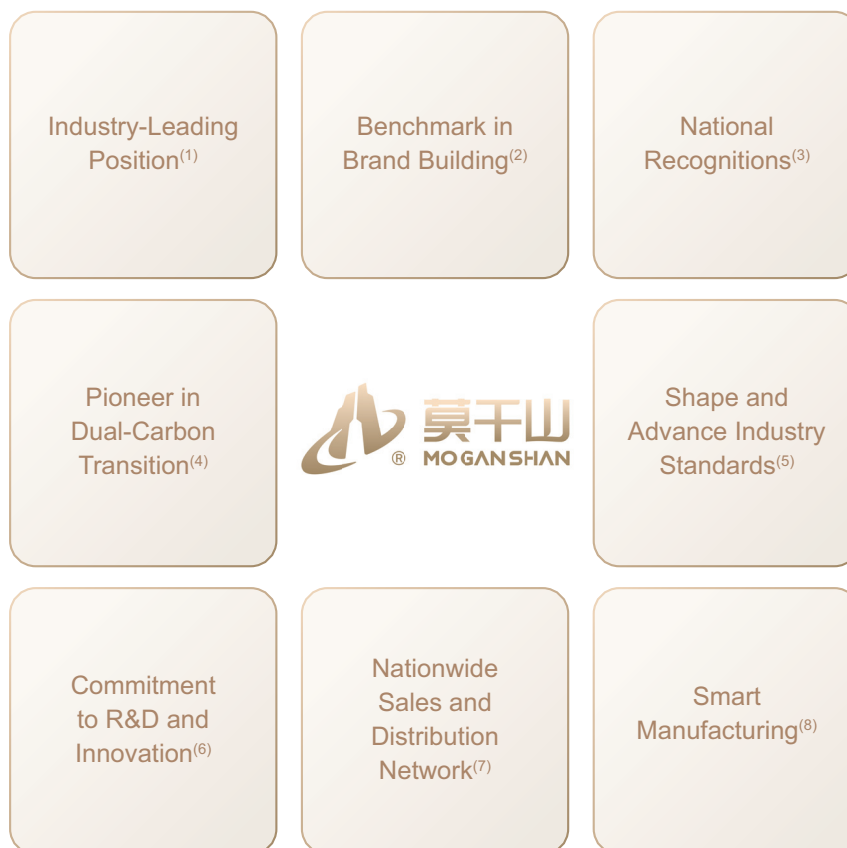 Industry-Leading
Position(1)
Benchmark in
Brand Building(2)
National
Recognitions(3)
Pioneer in
Dual-Carbon
Transition(4)
莫干山
® MOGANSHAN
Shape and
Advance Industry
Standards(5)
Commitment
to R&D and
Innovation(6)
Nationwide
Sales and
Distribution
Network(7)
Smart
Manufacturing(8)